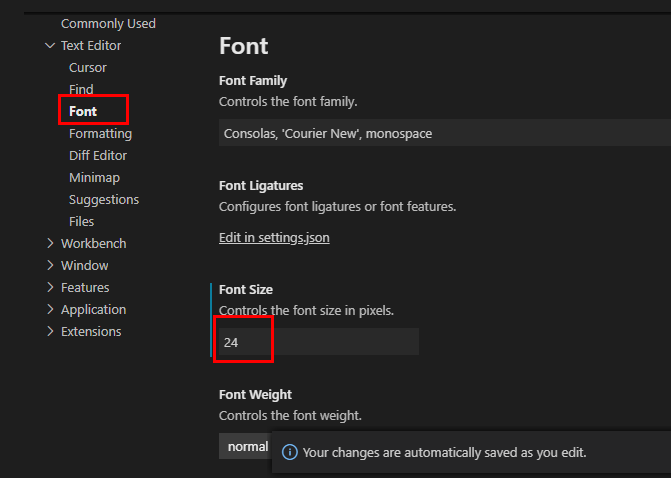 Commonly Used
Text Editor
Cursor
Find
Font
Formatting
Diff Editor
Minimap
Suggestions
Files
Workbench
Window
Features
Application
Extensions
Font
Font Family
Controls the font family.
Consolas, 'Courier New', monospace
Font Ligatures
Configures font ligatures or font features.
Edit in settings.json
Font Size
Controls the font size in pixels.
24
Font Weight
Controls the font weight.
normal
Your changes are automatically saved as you edit.